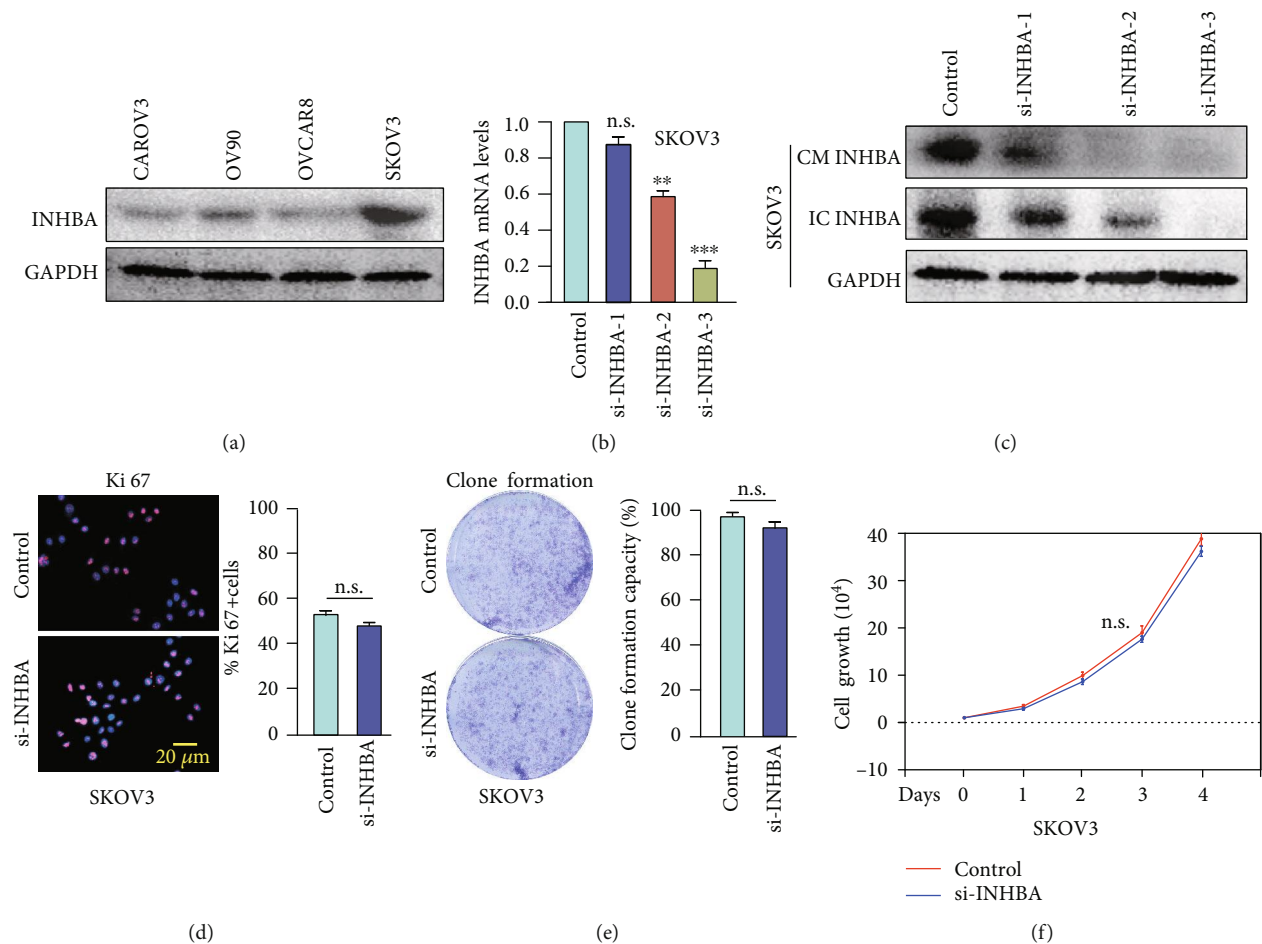 CAROV3
OV90
OVCAR8
SKOV3
INHBA
GAPDH
(a)
INHBA mRNA levels
1.0
0.8
0.6
0.4
0.2
0.0
n.s.
SKOV3
**
***
Control
si-INHBA-1
si-INHBA-2
si-INHBA-3
(b)
Control
si-INHBA-1
si-INHBA-2
si-INHBA-3
SKOV3
CM INHBA
IC INHBA
GAPDH
(c)
Ki 67
Control
si-INHBA
20 μm
SKOV3
% Ki 67+cells
100
80
60
40
20
0
n.s.
Control
si-INHBA
(d)
Clone formation
Control
si-INHBA
SKOV3
Clone formation capacity (%)
100
80
60
40
20
0
n.s.
Control
si-INHBA
(e)
Cell growth (10⁴)
40
30
20
10
0
−10
n.s.
Days 0 1 2 3 4
SKOV3
Control
si-INHBA
(f)